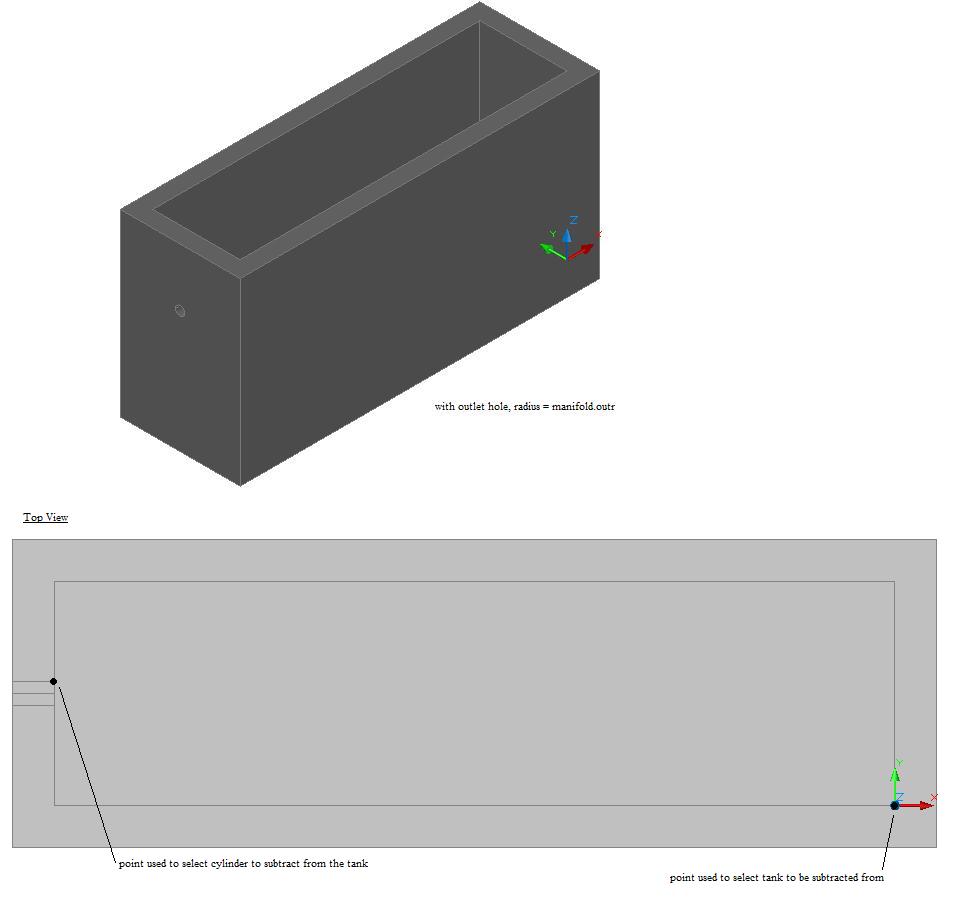 Z
Y
X
with outlet hole, radius = manifold.outr
Top View
Y
Z
X
point used to select cylinder to subtract from the tank
point used to select tank to be subtracted from